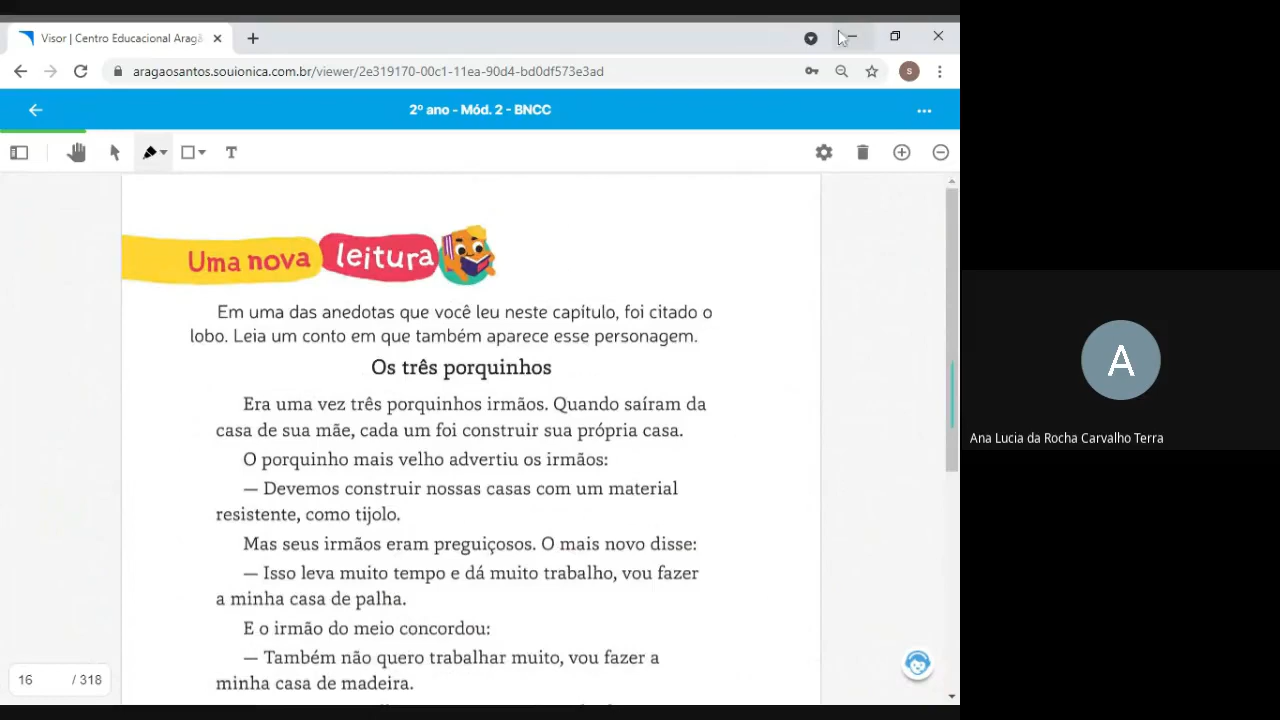 Visor | Centro Educacional Aragã
aragaosantos.souionica.com.br/viewer/2e319170-00c1-11ea-90d4-bd0df573e3ad
S
2º ano - Mód. 2 - BNCC
T
Uma nova leitura
Em uma das anedotas que você leu neste capítulo, foi citado o
lobo. Leia um conto em que também aparece esse personagem.
Os três porquinhos
Era uma vez três porquinhos irmãos. Quando saíram da
casa de sua mãe, cada um foi construir sua própria casa.
O porquinho mais velho advertiu os irmãos:
— Devemos construir nossas casas com um material
resistente, como tijolo.
Mas seus irmãos eram preguiçosos. O mais novo disse:
— Isso leva muito tempo e dá muito trabalho, vou fazer
a minha casa de palha.
E o irmão do meio concordou:
— Também não quero trabalhar muito, vou fazer a
minha casa de madeira.
16 / 318
A
Ana Lucia da Rocha Carvalho Terra